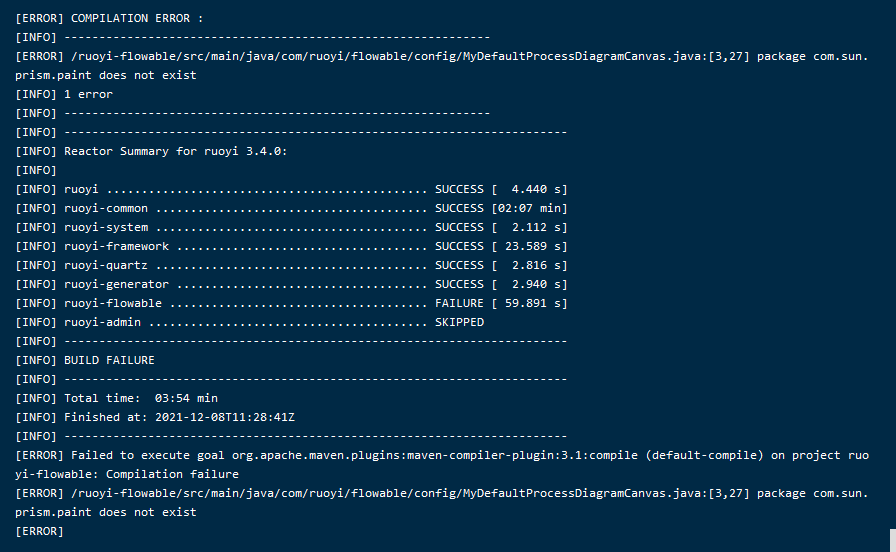 [ERROR] COMPILATION ERROR :
[INFO] -------------------------------------------------------------
[ERROR] /ruoyi-flowable/src/main/java/com/ruoyi/flowable/config/MyDefaultProcessDiagramCanvas.java:[3,27] package com.sun.
prism.paint does not exist
[INFO] 1 error
[INFO] -------------------------------------------------------------
[INFO] ------------------------------------------------------------------------
[INFO] Reactor Summary for ruoyi 3.4.0:
[INFO]
[INFO] ruoyi .............................................. SUCCESS [  4.440 s]
[INFO] ruoyi-common ....................................... SUCCESS [02:07 min]
[INFO] ruoyi-system ....................................... SUCCESS [  2.112 s]
[INFO] ruoyi-framework .................................... SUCCESS [ 23.589 s]
[INFO] ruoyi-quartz ....................................... SUCCESS [  2.816 s]
[INFO] ruoyi-generator .................................... SUCCESS [  2.940 s]
[INFO] ruoyi-flowable ..................................... FAILURE [ 59.891 s]
[INFO] ruoyi-admin ........................................ SKIPPED
[INFO] ------------------------------------------------------------------------
[INFO] BUILD FAILURE
[INFO] ------------------------------------------------------------------------
[INFO] Total time:  03:54 min
[INFO] Finished at: 2021-12-08T11:28:41Z
[INFO] ------------------------------------------------------------------------
[ERROR] Failed to execute goal org.apache.maven.plugins:maven-compiler-plugin:3.1:compile (default-compile) on project ruo
yi-flowable: Compilation failure
[ERROR] /ruoyi-flowable/src/main/java/com/ruoyi/flowable/config/MyDefaultProcessDiagramCanvas.java:[3,27] package com.sun.
prism.paint does not exist
[ERROR]